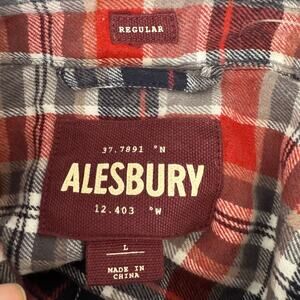 REGULAR
37.7891 °N
ALESBURY
12.403 °W
L
MADE IN
CHINA